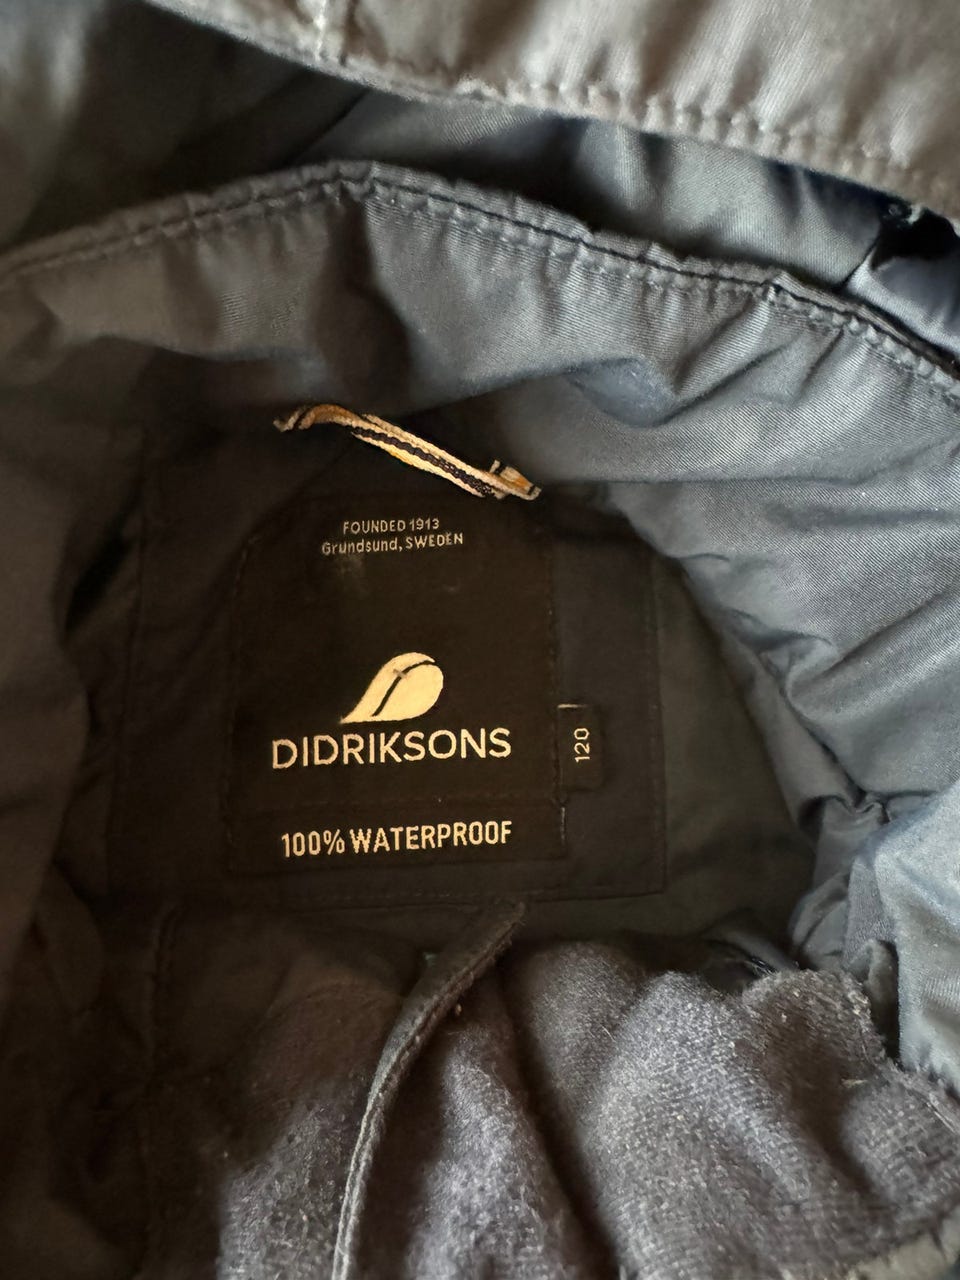 FOUNDED 1913
Grundsund, SWEDEN
DIDRIKSONS
120
100% WATERPROOF